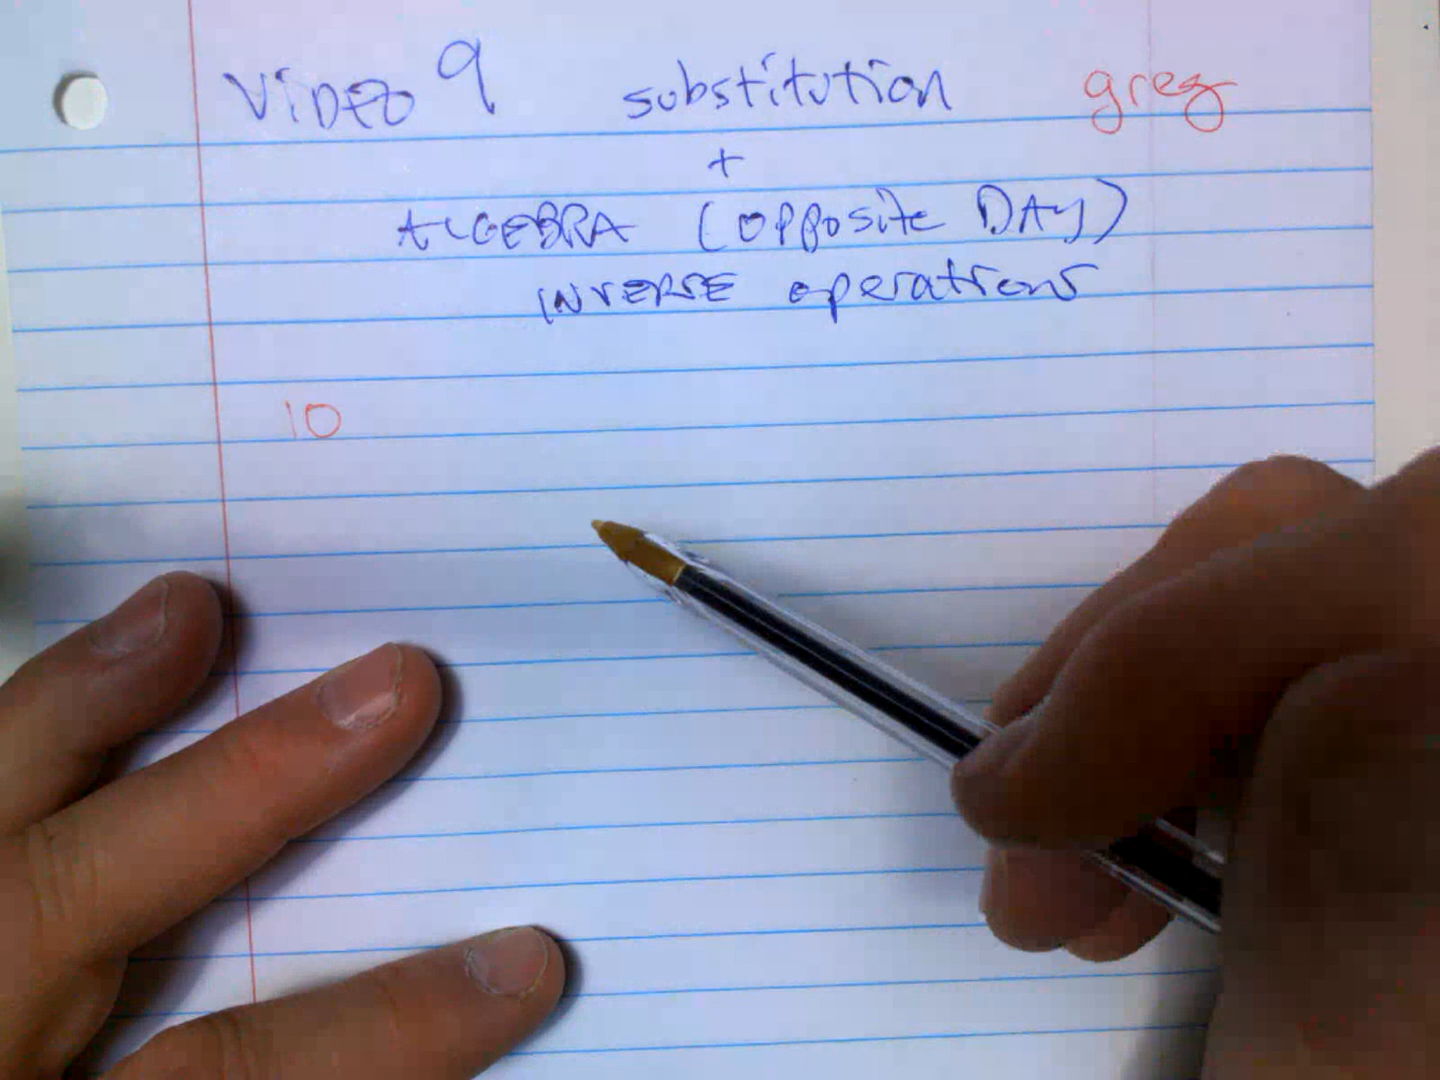 VIDEO 9 substitution greg
+
ALGEBRA (opposite DAY)
INVERSE operations
10